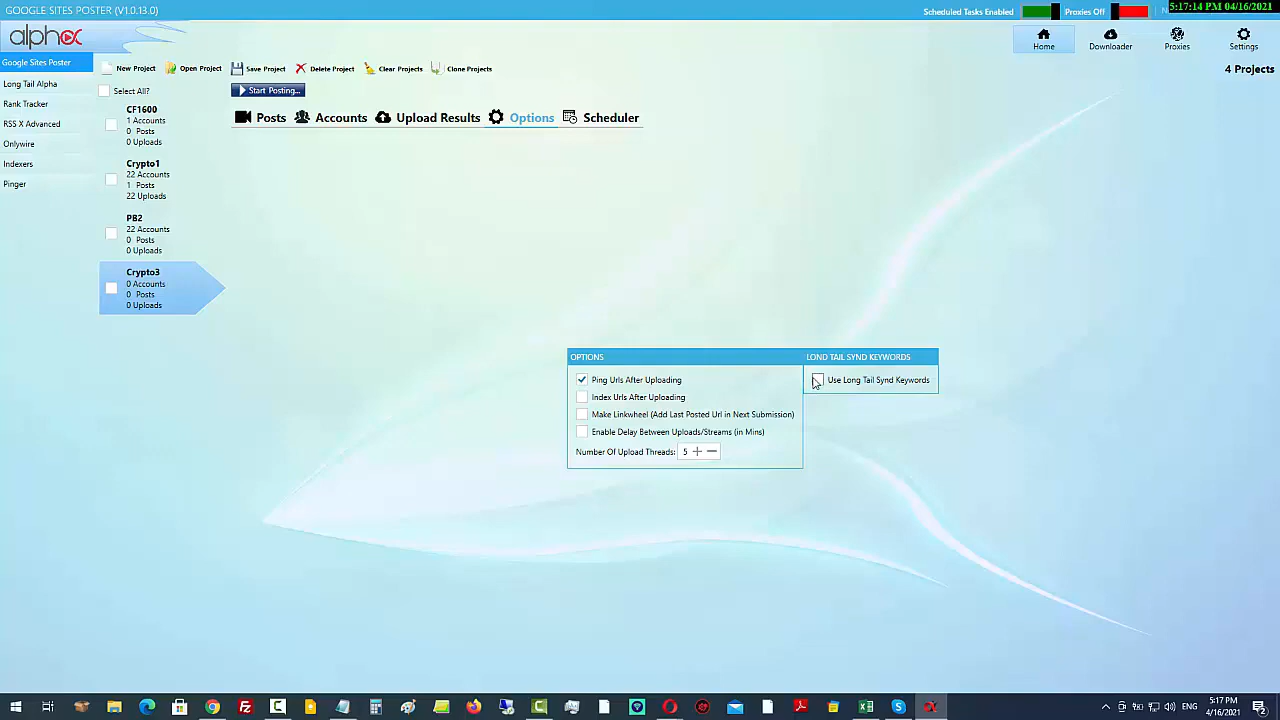 GOOGLE SITES POSTER (V1.0.13.0)
Scheduled Tasks Enabled
Proxies Off
5:17:14 PM 04/16/2021
alphex
Home
Downloader
Proxies
Settings
Google Sites Poster
New Project
Open Project
Save Project
Delete Project
Clear Projects
Clone Projects
4 Projects
Long Tail Alpha
Rank Tracker
RSS X Advanced
Onlywire
Indexers
Pinger
Select All?
Start Posting...
Posts
Accounts
Upload Results
Options
Scheduler
CF1600
1 Accounts
0 Posts
0 Uploads
Crypto1
22 Accounts
1 Posts
22 Uploads
PB2
22 Accounts
0 Posts
0 Uploads
Crypto3
0 Accounts
0 Posts
0 Uploads
OPTIONS
Ping Urls After Uploading
Index Urls After Uploading
Make Linkwheel (Add Last Posted Url in Next Submission)
Enable Delay Between Uploads/Streams (in Mins)
Number Of Upload Threads: 5
LOND TAIL SYND KEYWORDS
Use Long Tail Synd Keywords
ENG
5:17 PM
4/16/2021